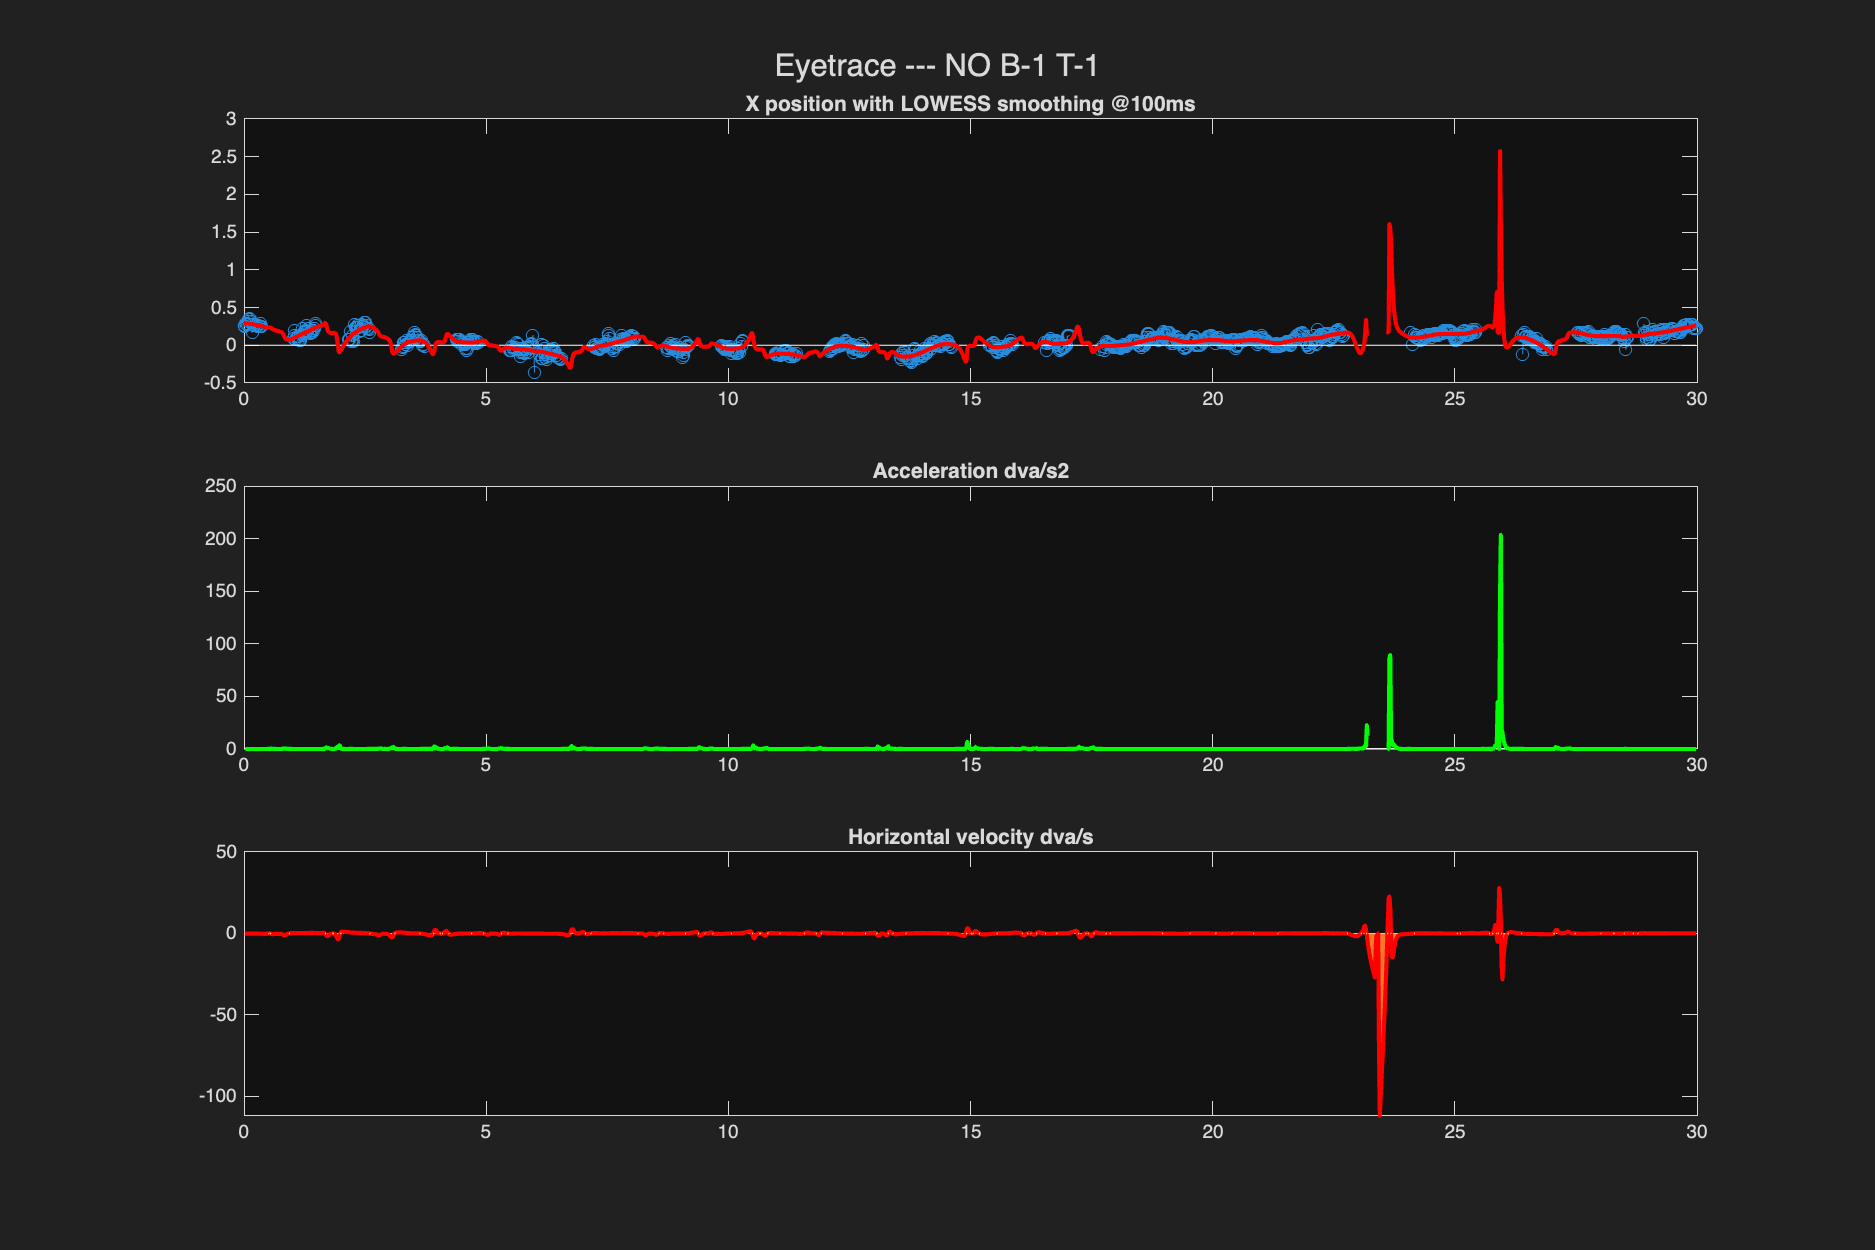 Eyetrace --- NO B-1 T-1
X position with LOWESS smoothing @100ms
3
2.5
2
1.5
1
0.5
0
-0.5
0 5 10 15 20 25 30
Acceleration dva/s2
250
200
150
100
50
0
0 5 10 15 20 25 30
Horizontal velocity dva/s
50
0
-50
-100
0 5 10 15 20 25 30